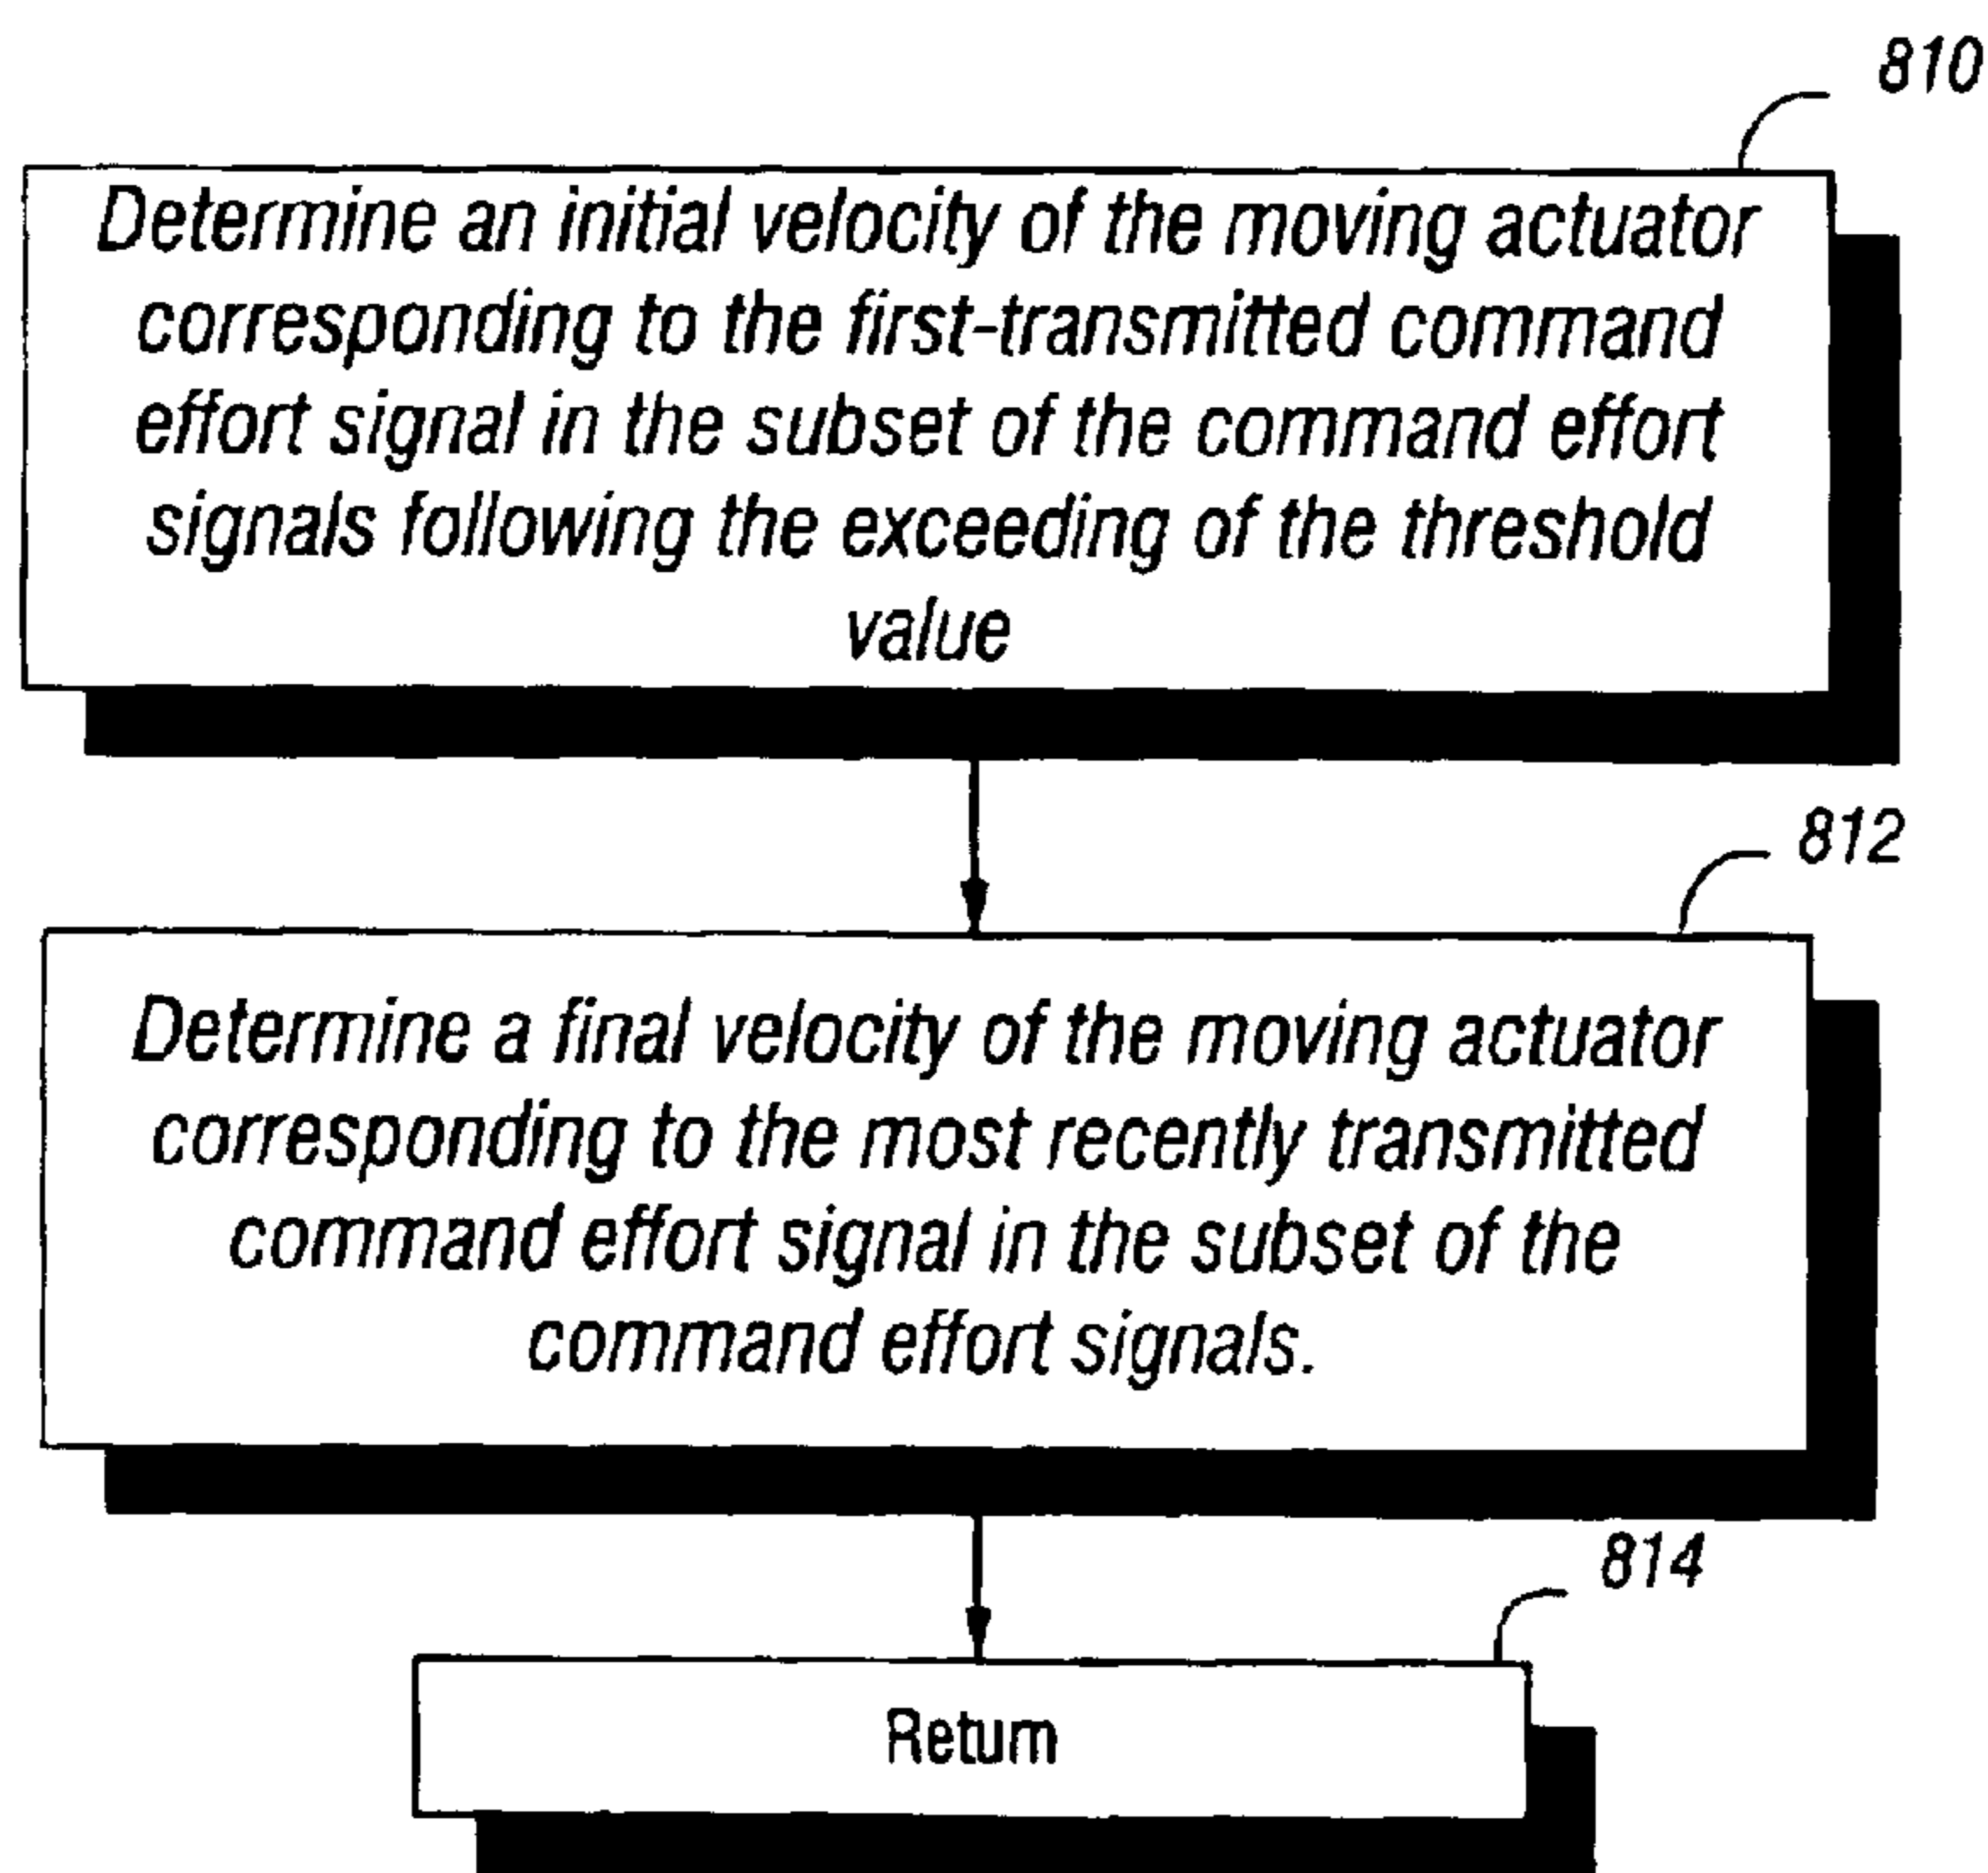 810
Determine an initial velocity of the moving actuator
corresponding to the first-transmitted command
effort signal in the subset of the command effort
signals following the exceeding of the threshold
value
812
Determine a final velocity of the moving actuator
corresponding to the most recently transmitted
command effort signal in the subset of the
command effort signals.
814
Return